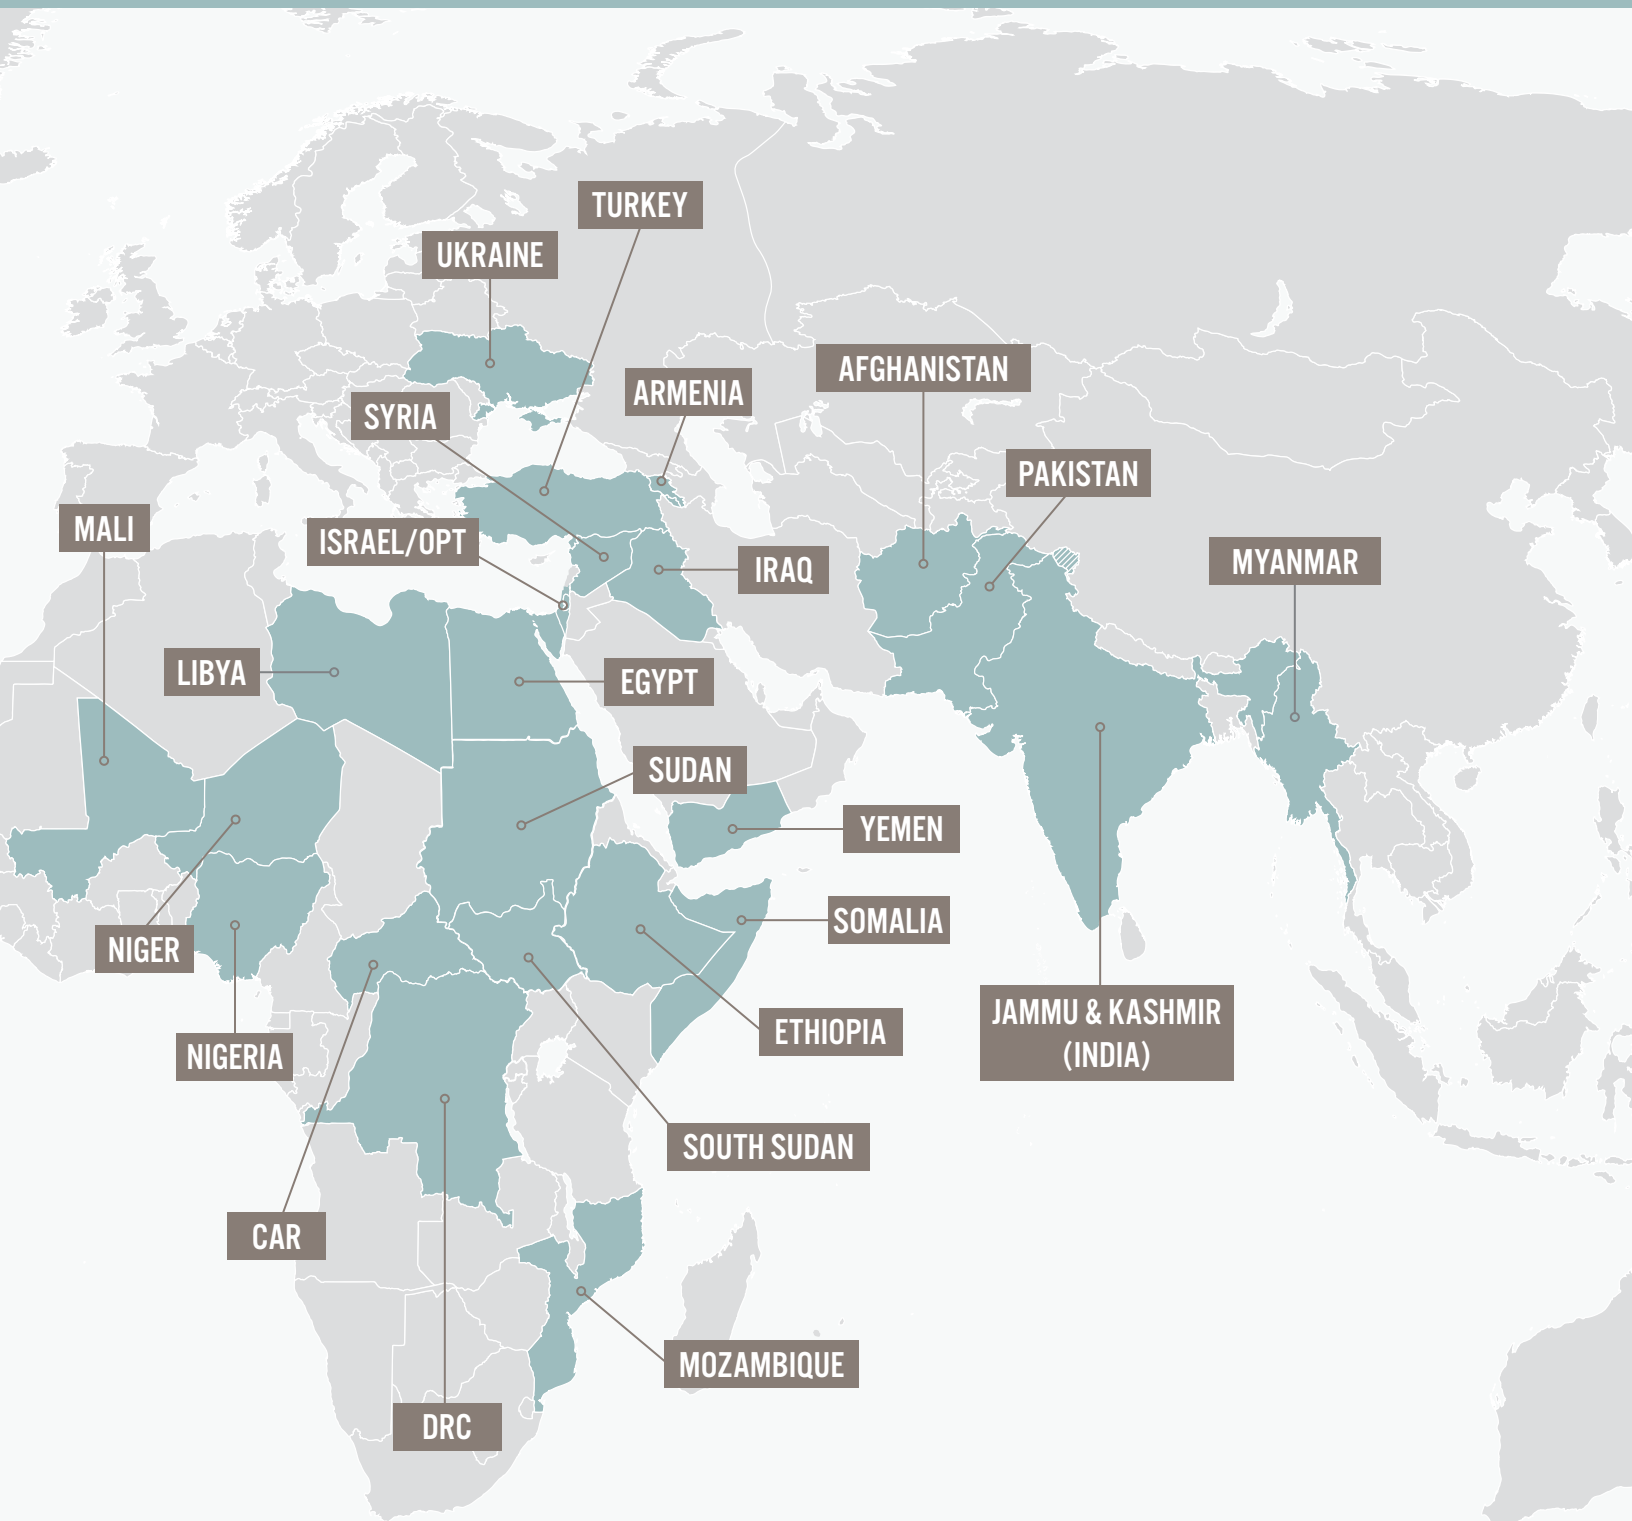 TURKEY
UKRAINE
AFGHANISTAN
ARMENIA
SYRIA
PAKISTAN
MALI
ISRAEL/OPT
IRAQ
MYANMAR
LIBYA
EGYPT
SUDAN
YEMEN
SOMALIA
NIGER
JAMMU & KASHMIR
(INDIA)
ETHIOPIA
NIGERIA
SOUTH SUDAN
CAR
MOZAMBIQUE
DRC